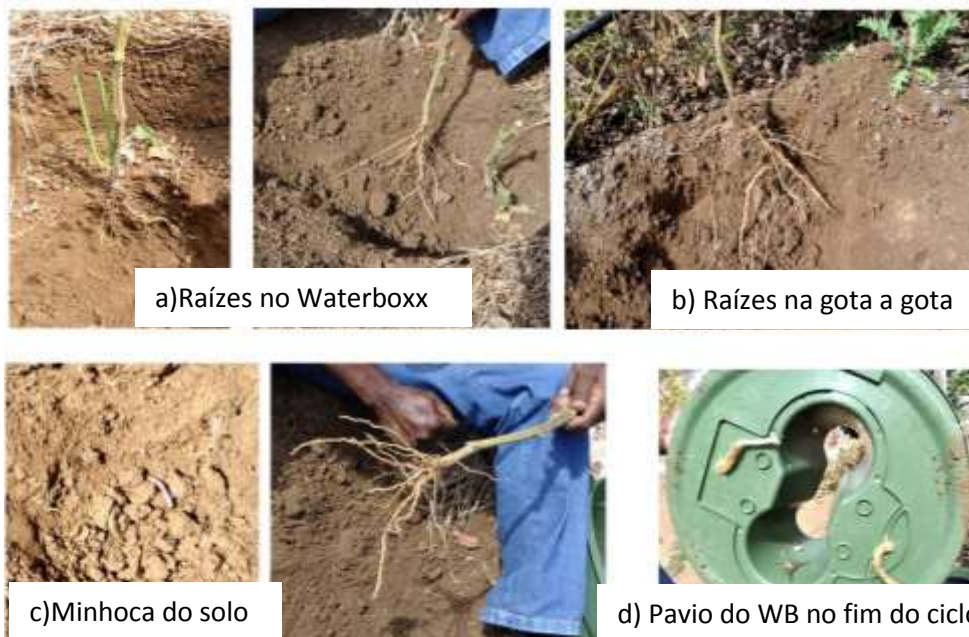 a)Raízes no Waterboxx
b) Raízes na gota a gota
c)Minhoca do solo
d) Pavio do WB no fim do ciclo